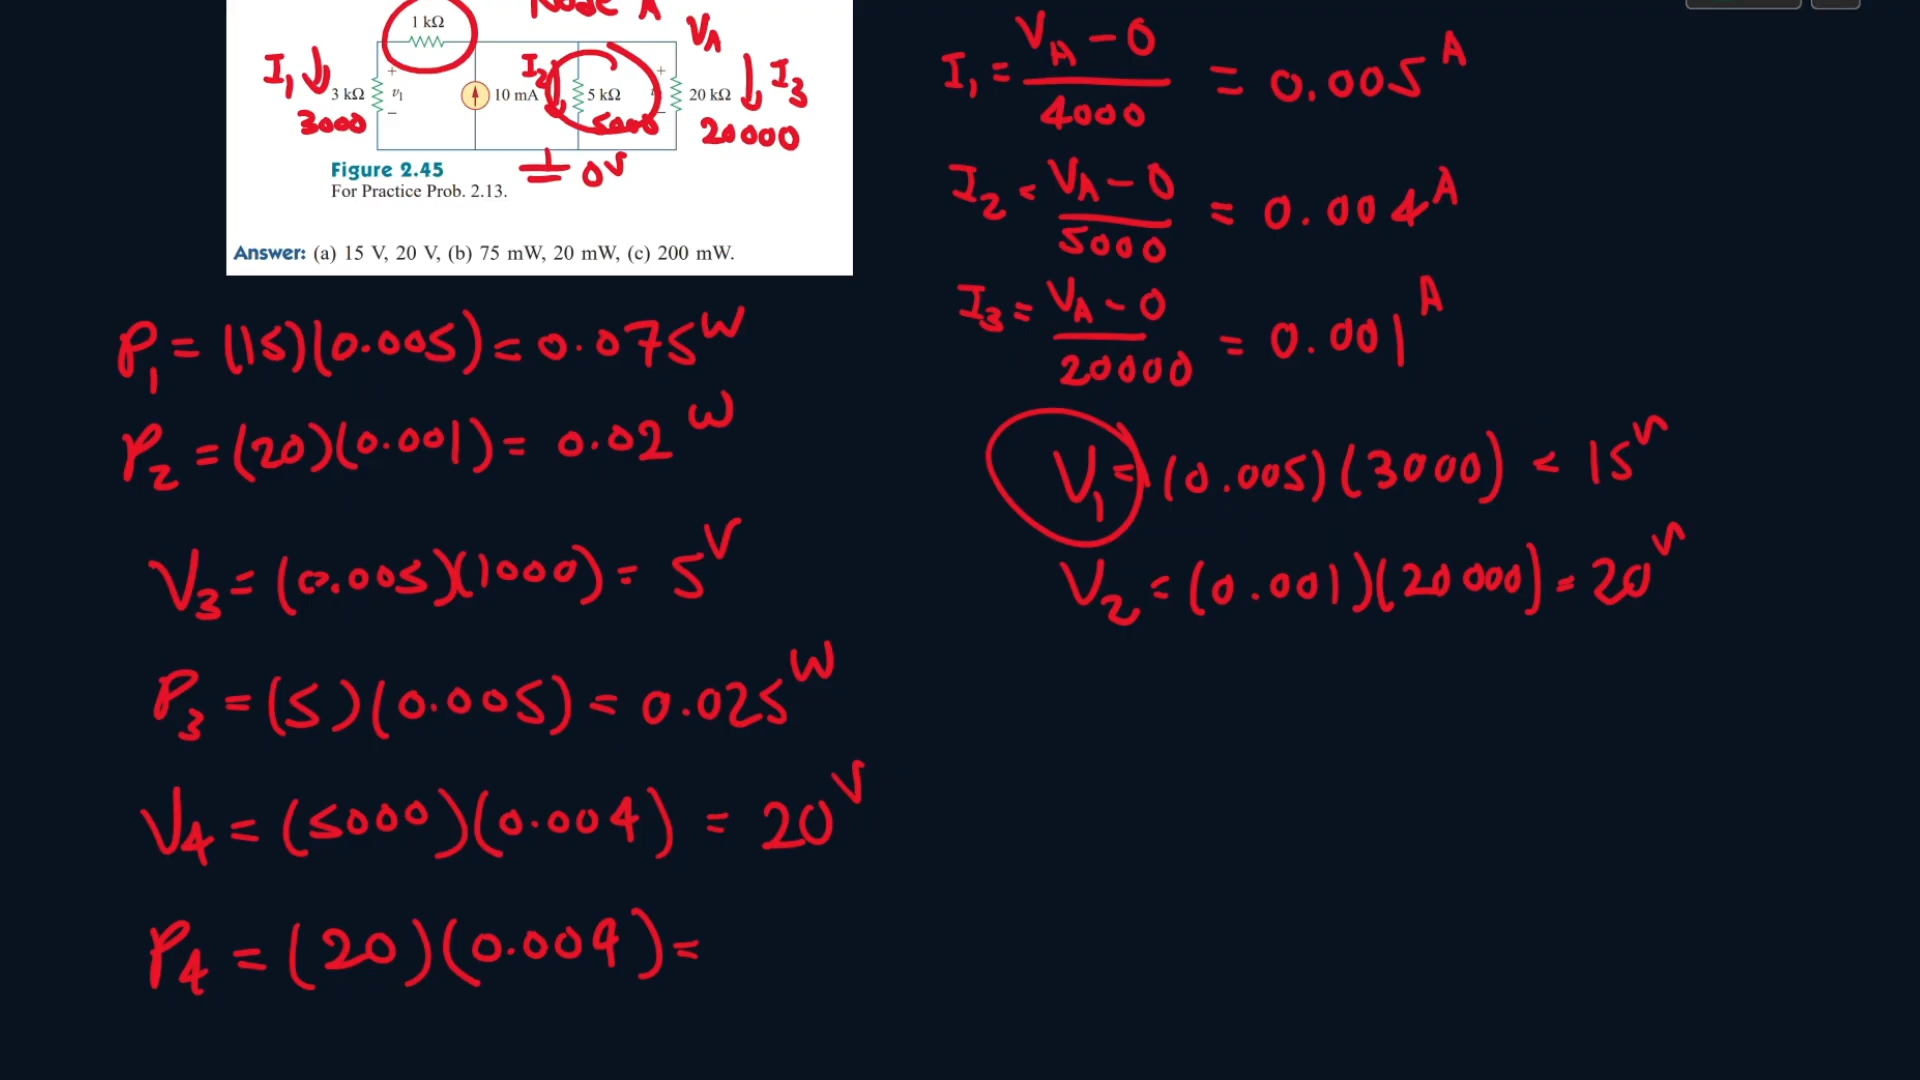 Node A
1 kΩ
V_A
I₁ ↓ 3 kΩ + v₁ − 10 mA I₂ ↓ 5 kΩ + − 20 kΩ ↓ I₃
3000 5000 20000
0V
Figure 2.45
For Practice Prob. 2.13.
Answer: (a) 15 V, 20 V, (b) 75 mW, 20 mW, (c) 200 mW.
P₁ = (15)(0.005) = 0.075 W
P₂ = (20)(0.001) = 0.02 W
V₃ = (0.005)(1000) = 5 V
P₃ = (5)(0.005) = 0.025 W
V₄ = (5000)(0.004) = 20 V
P₄ = (20)(0.004) =
I₁ = (V_A − 0)/4000 = 0.005 A
I₂ = (V_A − 0)/5000 = 0.004 A
I₃ = (V_A − 0)/20000 = 0.001 A
V₁ = (0.005)(3000) = 15 V
V₂ = (0.001)(20000) = 20 V